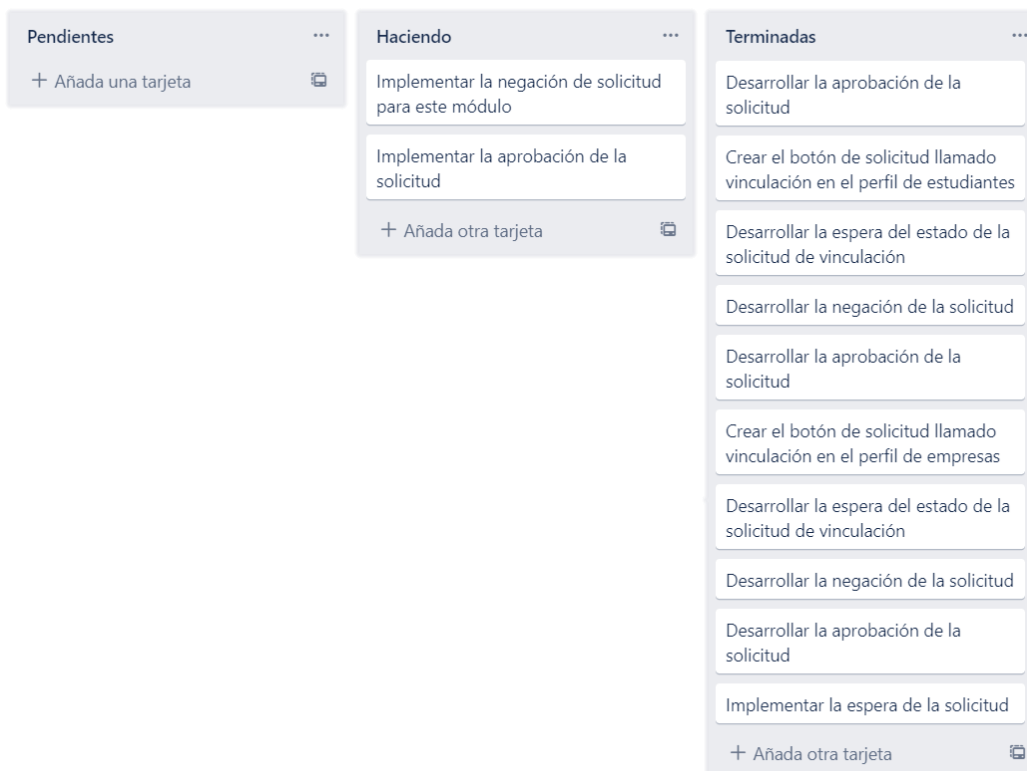 Pendientes
Añada una tarjeta
Haciendo
Implementar la negación de solicitud
para este módulo
Implementar la aprobación de la
solicitud
Añada otra tarjeta
Terminadas
Desarrollar la aprobación de la
solicitud
Crear el botón de solicitud llamado
vinculación en el perfil de estudiantes
Desarrollar la espera del estado de la
solicitud de vinculación
Desarrollar la negación de la solicitud
Desarrollar la aprobación de la
solicitud
Crear el botón de solicitud llamado
vinculación en el perfil de empresas
Desarrollar la espera del estado de la
solicitud de vinculación
Desarrollar la negación de la solicitud
Desarrollar la aprobación de la
solicitud
Implementar la espera de la solicitud
Añada otra tarjeta